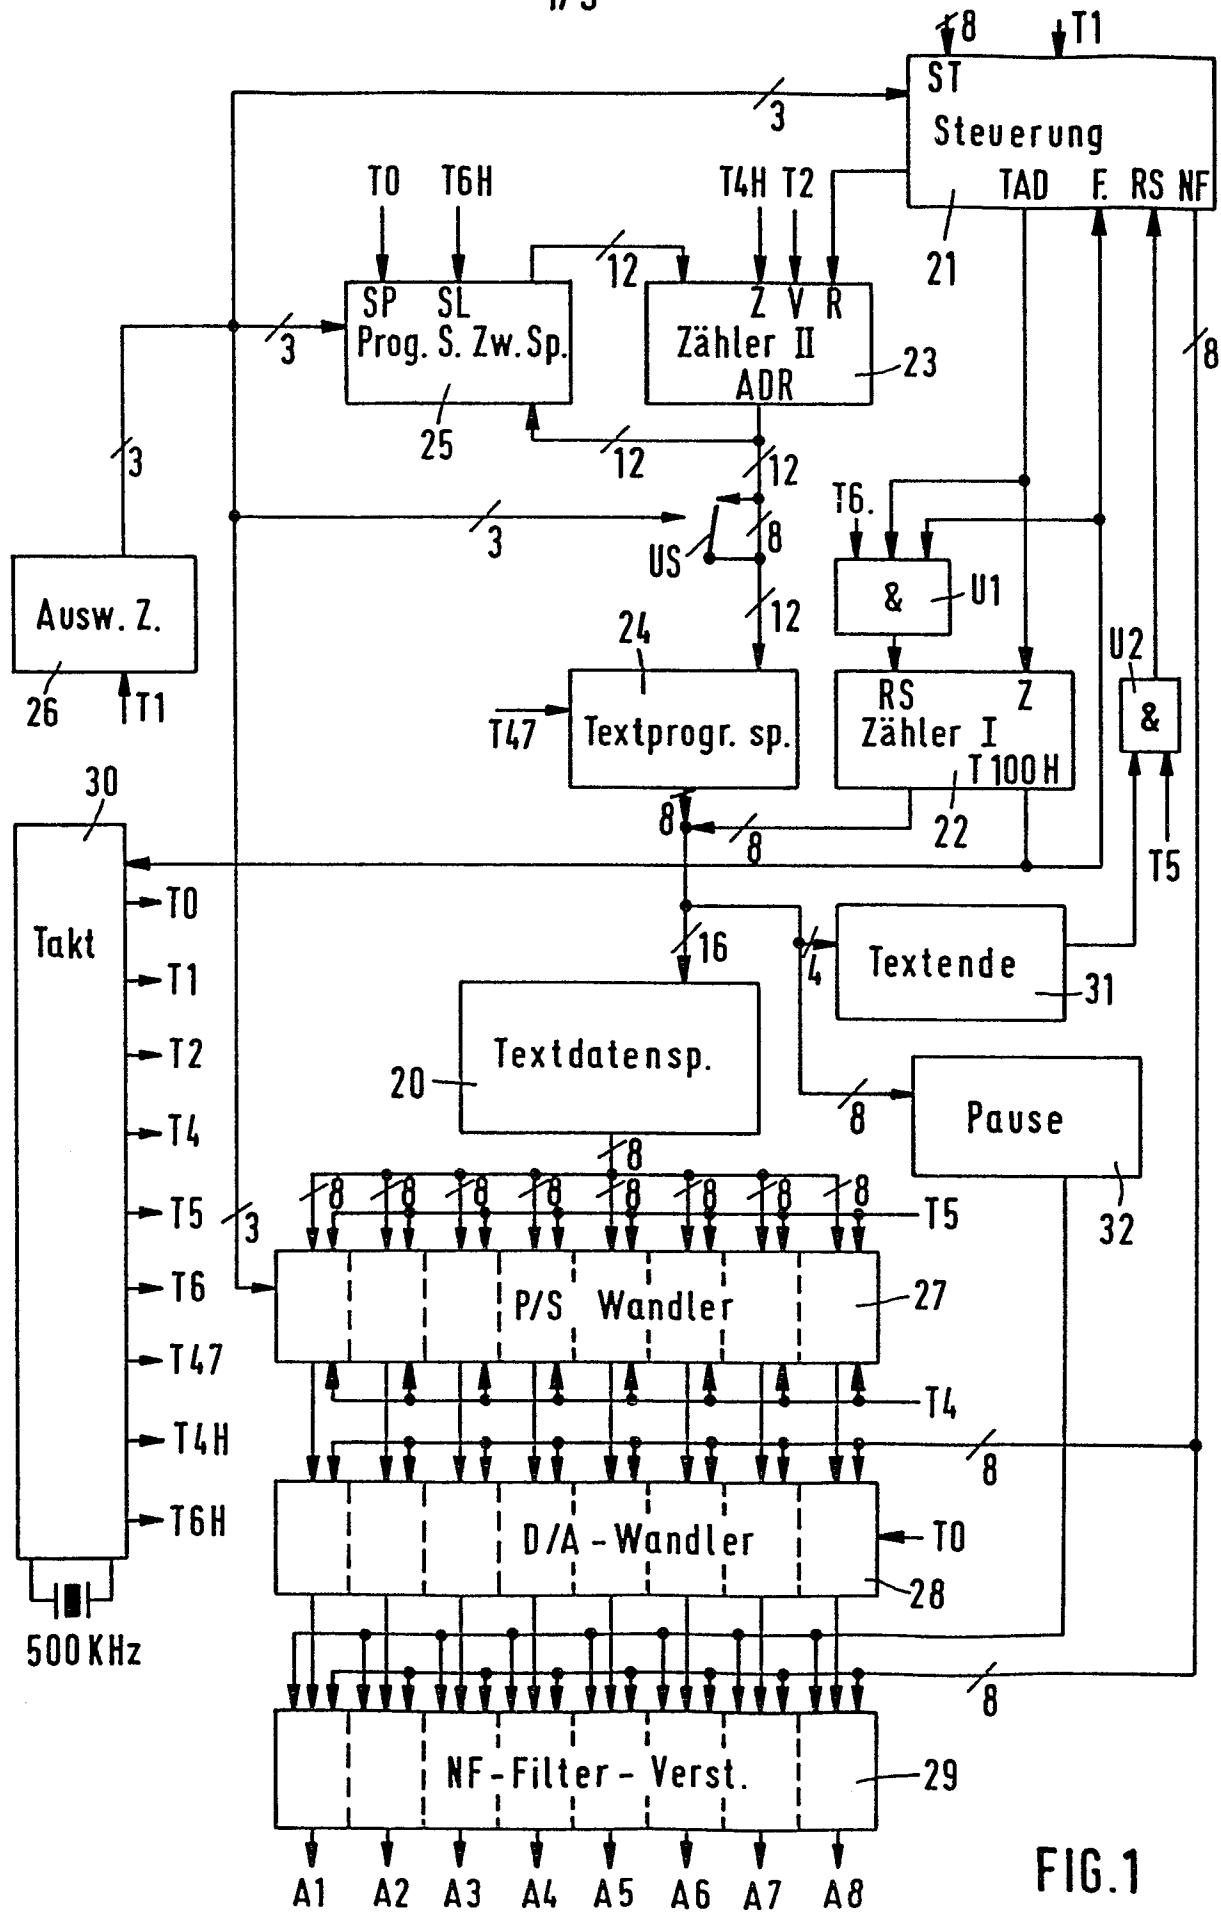 1/3
8 T1
ST
Steuerung
TAD F. RS NF
21
3
T0 T6H
T4H T2
12
SP SL
Prog. S. Zw. Sp.
25
3
Z V R
Zähler II
ADR
23
8
12
12
3
Ausw. Z.
26
T1
3
US
8
12
T6.
&
U1
24
Textprogr. sp.
T47
RS Z
Zähler I
T 100 H
22
U2
&
T5
8
8
30
Takt
T0
T1
T2
T4
T5
T6
T47
T4H
T6H
500 KHz
16
4
Textende
31
Textdatensp.
20
8
Pause
32
8
8 8 8 8 8 8 8 8
T5
3
P/S Wandler
27
T4
8
D/A - Wandler
T0
28
8
NF - Filter - Verst.
29
A1 A2 A3 A4 A5 A6 A7 A8
FIG. 1